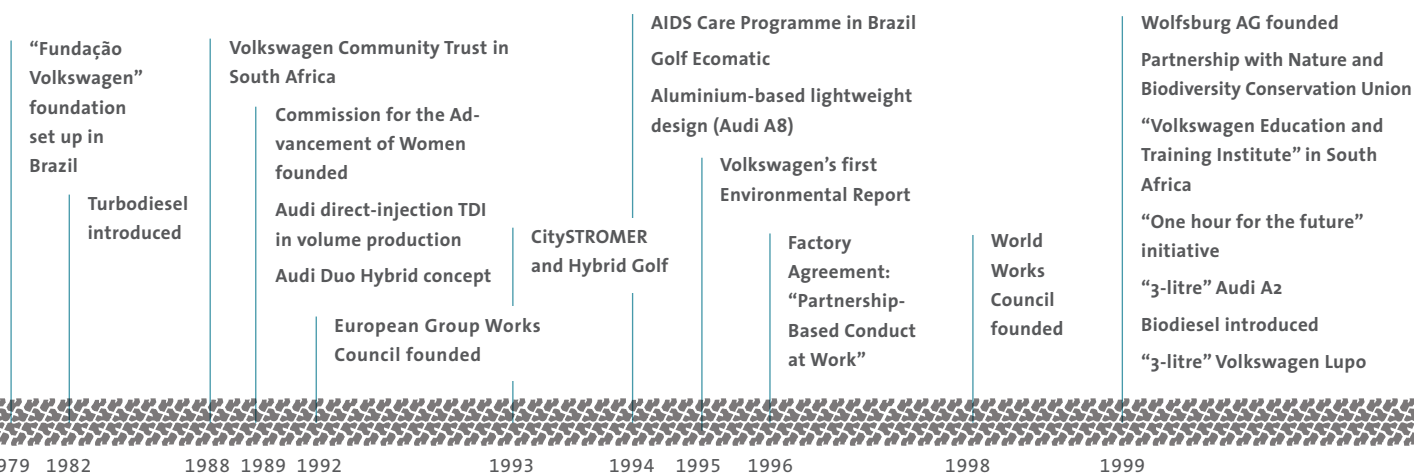 “Fundação
Volkswagen”
foundation
set up in
Brazil
Turbodiesel
introduced
Volkswagen Community Trust in
South Africa
Commission for the Ad-
vancement of Women
founded
Audi direct-injection TDI
in volume production
Audi Duo Hybrid concept
European Group Works
Council founded
CitySTROMER
and Hybrid Golf
AIDS Care Programme in Brazil
Golf Ecomatic
Aluminium-based lightweight
design (Audi A8)
Volkswagen’s first
Environmental Report
Factory
Agreement:
“Partnership-
Based Conduct
at Work”
World
Works
Council
founded
Wolfsburg AG founded
Partnership with Nature and
Biodiversity Conservation Union
“Volkswagen Education and
Training Institute” in South
Africa
“One hour for the future”
initiative
“3-litre” Audi A2
Biodiesel introduced
“3-litre” Volkswagen Lupo
979 1982 1988 1989 1992 1993 1994 1995 1996 1998 1999